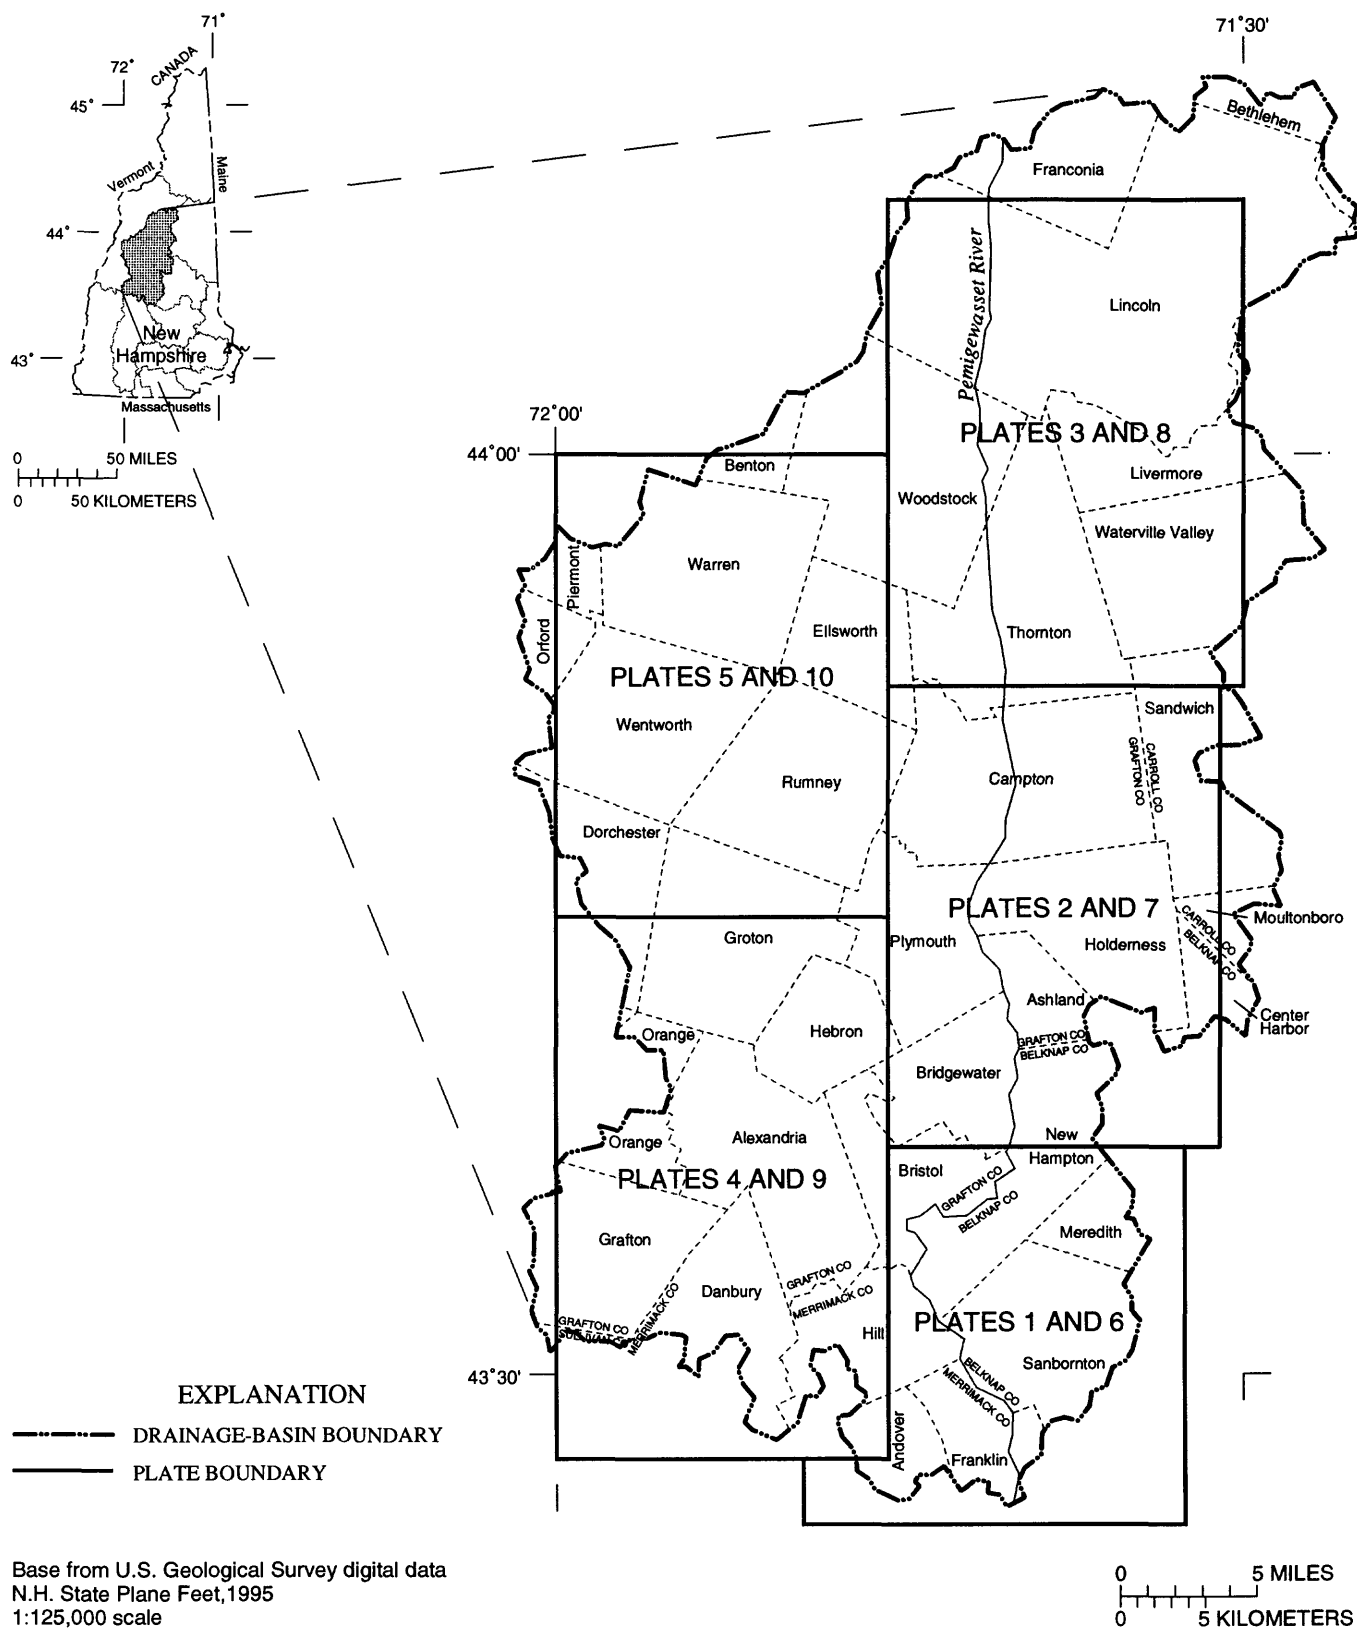 71°
72°
CANADA
45°
Vermont
Maine
44°
New
Hampshire
43°
Massachusetts
0 50 MILES
0 50 KILOMETERS
71°30'
Bethlehem
Franconia
Pemigewasset River
Lincoln
72°00'
44°00'
Benton
PLATES 3 AND 8
Livermore
Woodstock
Waterville Valley
Warren
Piermont
Orford
Ellsworth
Thornton
PLATES 5 AND 10
Sandwich
Wentworth
CARROLL CO
GRAFTON CO
Rumney
Campton
Dorchester
PLATES 2 AND 7
Moultonboro
CARROLL CO
BELKNAP CO
Groton
Plymouth
Holderness
Ashland
Center
Harbor
Orange
Hebron
GRAFTON CO
BELKNAP CO
Bridgewater
Orange
Alexandria
New
Hampton
PLATES 4 AND 9
Bristol
GRAFTON CO
BELKNAP CO
Grafton
Meredith
Danbury
GRAFTON CO
MERRIMACK CO
MERRIMACK CO
GRAFTON CO
PLATES 1 AND 6
Hill
Sanbornton
43°30'
BELKNAP CO
MERRIMACK CO
Andover
Franklin
EXPLANATION
DRAINAGE-BASIN BOUNDARY
PLATE BOUNDARY
Base from U.S. Geological Survey digital data
N.H. State Plane Feet,1995
1:125,000 scale
0 5 MILES
0 5 KILOMETERS